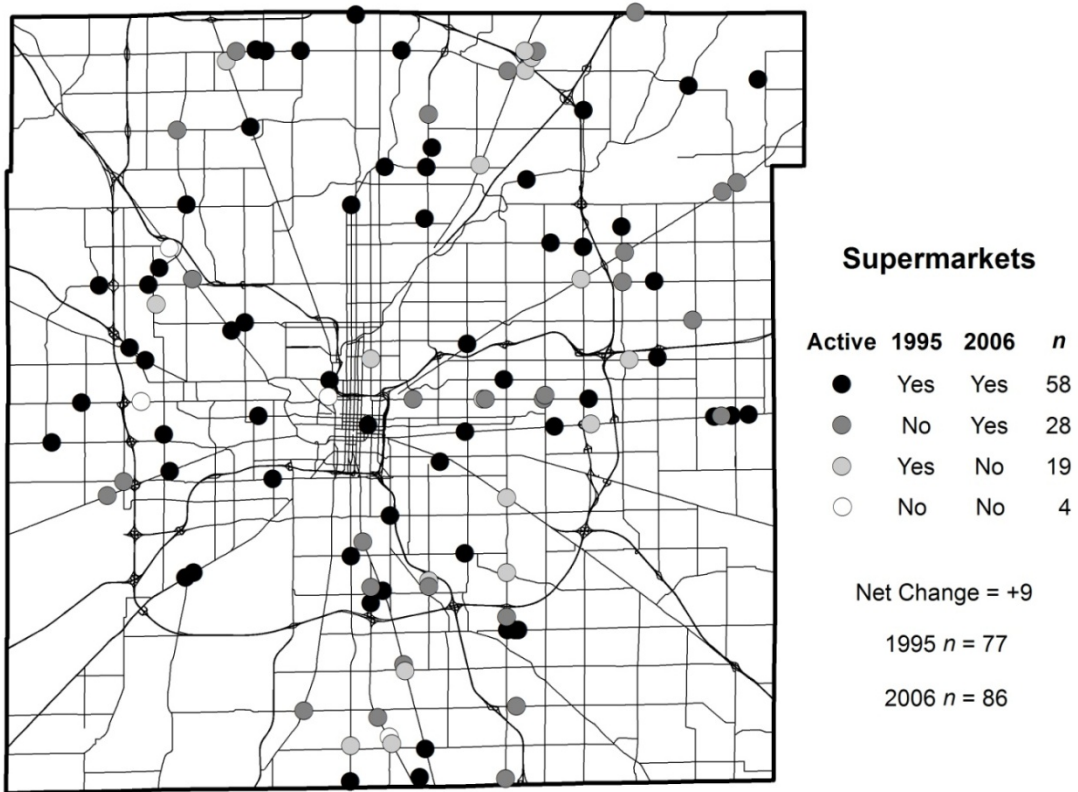 Supermarkets
Active 1995 2006 n
Yes Yes 58
No Yes 28
Yes No 19
No No 4
Net Change = +9
1995 n = 77
2006 n = 86